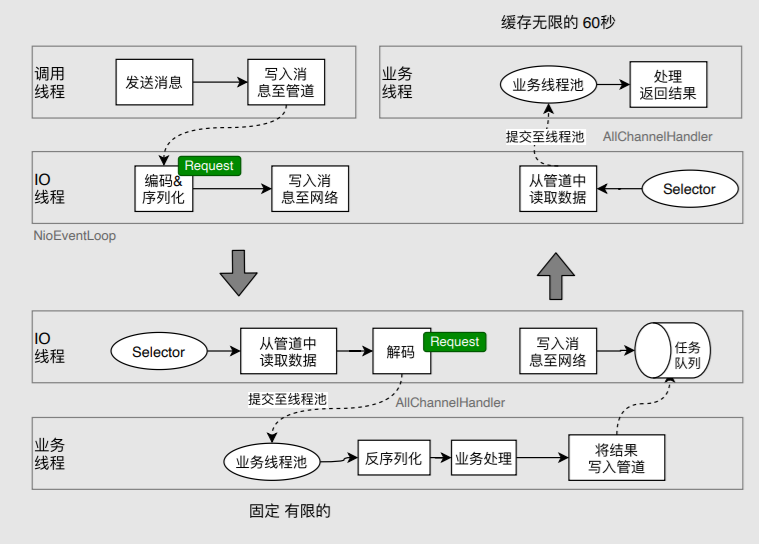 缓存无限的 60秒
调用
线程
发送消息
写入消
息至管道
业务
线程
业务线程池
处理
返回结果
提交至线程池
AllChannelHandler
IO
线程
Request
编码&
序列化
写入消
息至网络
从管道中
读取数据
Selector
NioEventLoop
IO
线程
Selector
从管道中
读取数据
解码
Request
写入消
息至网络
任务
队列
提交至线程池
AllChannelHandler
业务
线程
业务线程池
反序列化
业务处理
将结果
写入管道
固定 有限的